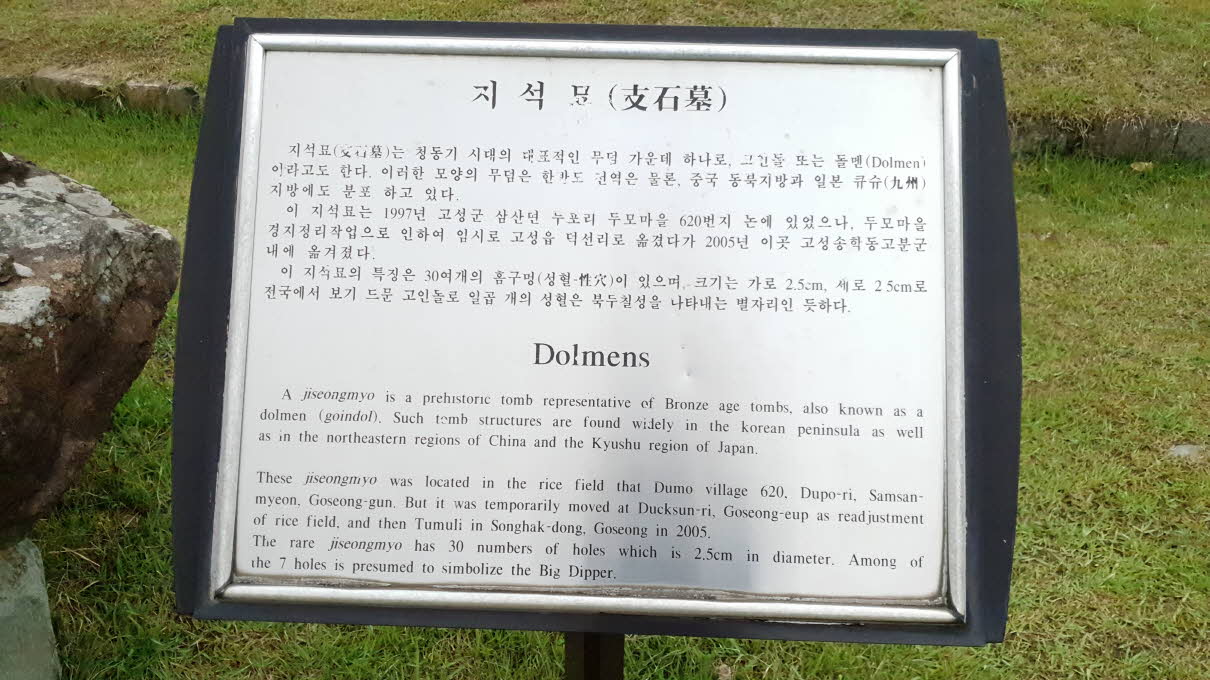 지 석 묘 (支石墓)
지석묘(支石墓)는 청동기 시대의 대표적인 무덤 가운데 하나로, 고인돌 또는 돌멘(Dolmen)
이라고도 한다. 이러한 모양의 무덤은 한반도 전역은 물론, 중국 동북지방과 일본 큐슈(九州)
지방에도 분포 하고 있다.
이 지석묘는 1997년 고성군 삼산면 두포리 두모마을 620번지 논에 있었으나, 두모마을
경지정리작업으로 인하여 임시로 고성읍 덕선리로 옮겼다가 2005년 이곳 고성송학동고분군
내에 옮겨졌다.
이 지석묘의 특징은 30여개의 홈구멍(성혈-性穴)이 있으며, 크기는 가로 2.5cm, 세로 2.5cm로
전국에서 보기 드문 고인돌로 일곱 개의 성혈은 북두칠성을 나타내는 별자리인 듯하다.
Dolmens
A jiseongmyo is a prehistoric tomb representative of Bronze age tombs, also known as a
dolmen (goindol). Such tomb structures are found widely in the korean peninsula as well
as in the northeastern regions of China and the Kyushu region of Japan.
These jiseongmyo was located in the rice field that Dumo village 620, Dupo-ri, Samsan-
myeon, Goseong-gun. But it was temporarily moved at Ducksun-ri, Goseong-eup as readjustment
of rice field, and then Tumuli in Songhak-dong, Goseong in 2005.
The rare jiseongmyo has 30 numbers of holes which is 2.5cm in diameter. Among of
the 7 holes is presumed to simbolize the Big Dipper.